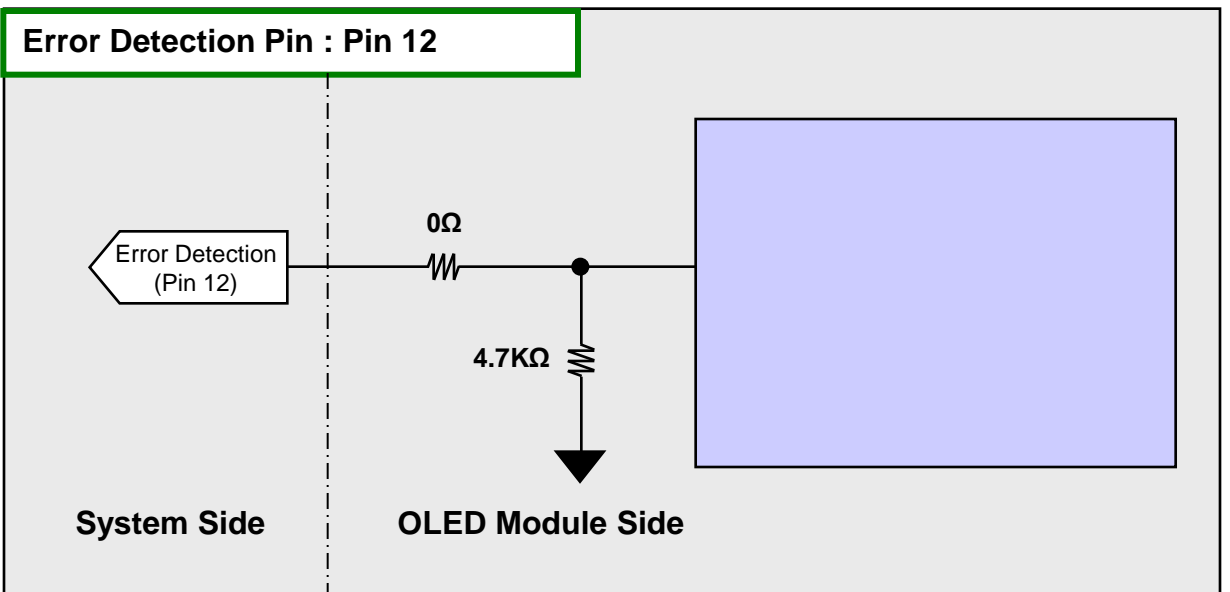 Error Detection Pin : Pin 12
0Ω
Error Detection
(Pin 12)
4.7KΩ
System Side
OLED Module Side